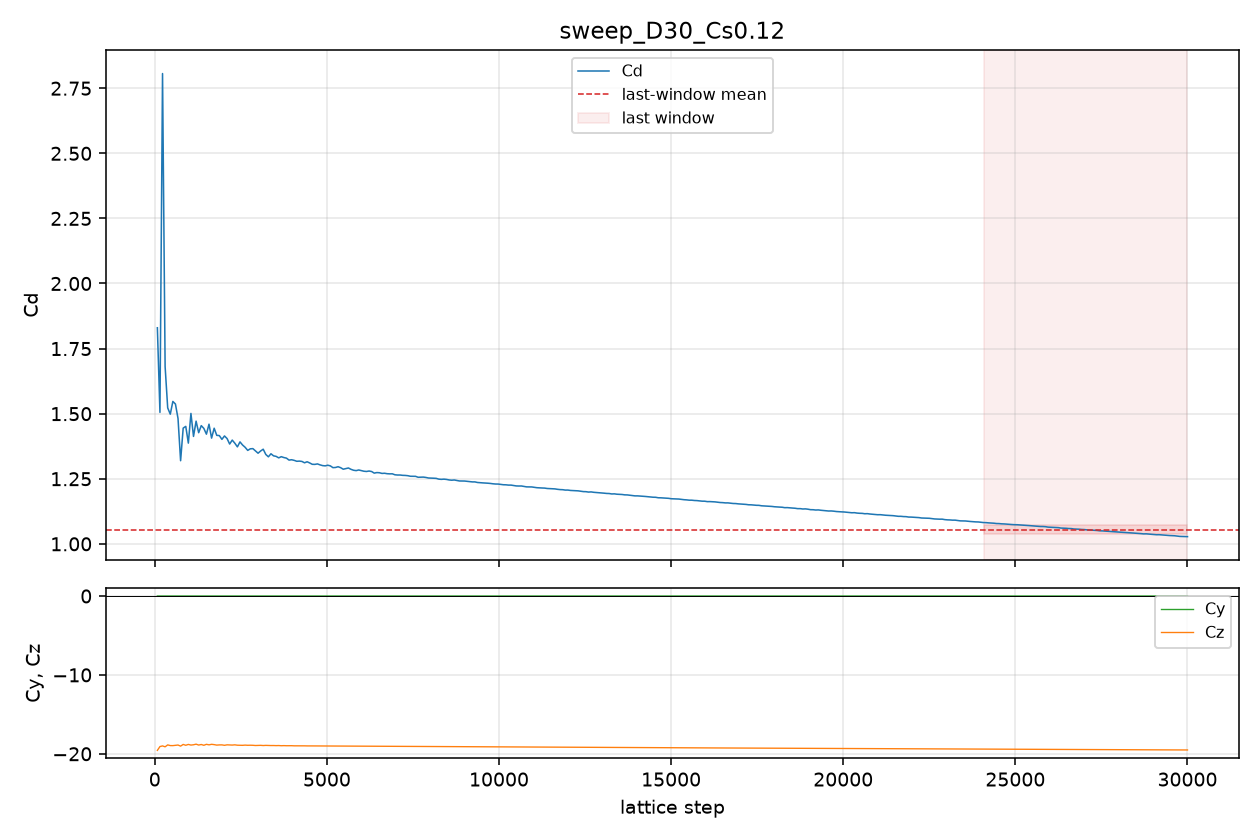 sweep_D30_Cs0.12
Cd
last-window mean
last window
2.75
2.50
2.25
2.00
1.75
1.50
1.25
1.00
Cd
Cy
Cz
0
−10
−20
Cy, Cz
0
5000
10000
15000
20000
25000
30000
lattice step